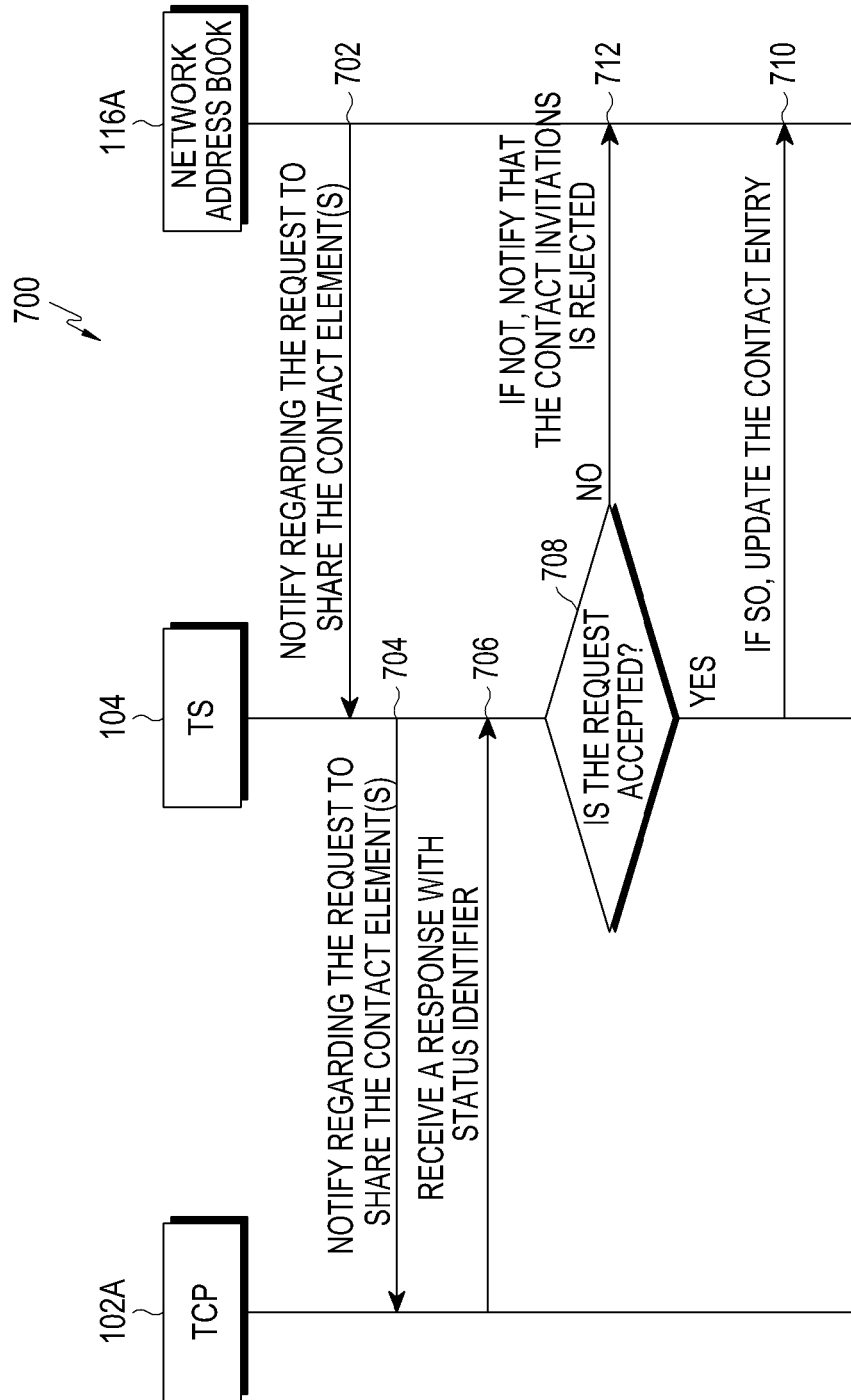 700
102A
TCP
104
TS
116A
NETWORK
ADDRESS BOOK
NOTIFY REGARDING THE REQUEST TO
SHARE THE CONTACT ELEMENT(S)
702
NOTIFY REGARDING THE REQUEST TO
SHARE THE CONTACT ELEMENT(S)
704
RECEIVE A RESPONSE WITH
STATUS IDENTIFIER
706
708
IS THE REQUEST
ACCEPTED?
NO
IF NOT, NOTIFY THAT
THE CONTACT INVITATIONS
IS REJECTED
712
YES
IF SO, UPDATE THE CONTACT ENTRY
710